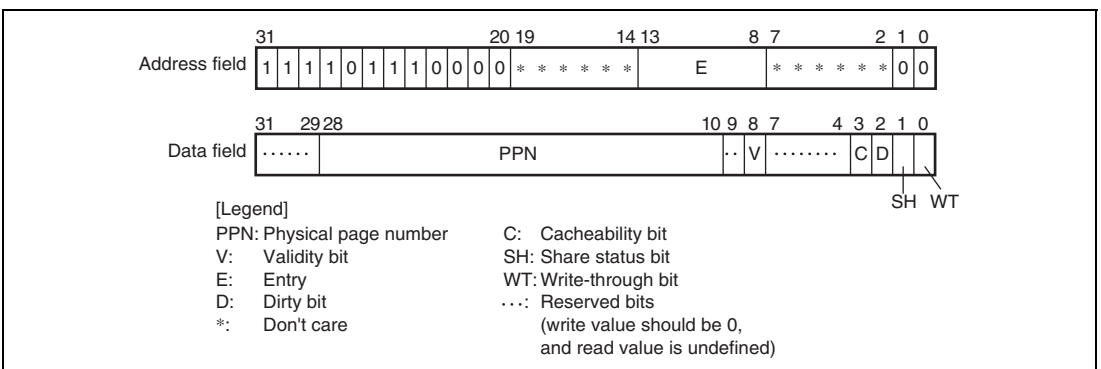 31 20 19 14 13 8 7 2 1 0
Address field 1 1 1 1 0 1 1 1 0 0 0 0 * * * * * * E * * * * * * 0 0
31 29 28 10 9 8 7 4 3 2 1 0
Data field ······ PPN ·· V ········ C D
SH WT
[Legend]
PPN: Physical page number C: Cacheability bit
V: Validity bit SH: Share status bit
E: Entry WT: Write-through bit
D: Dirty bit ···: Reserved bits
*: Don't care (write value should be 0,
and read value is undefined)